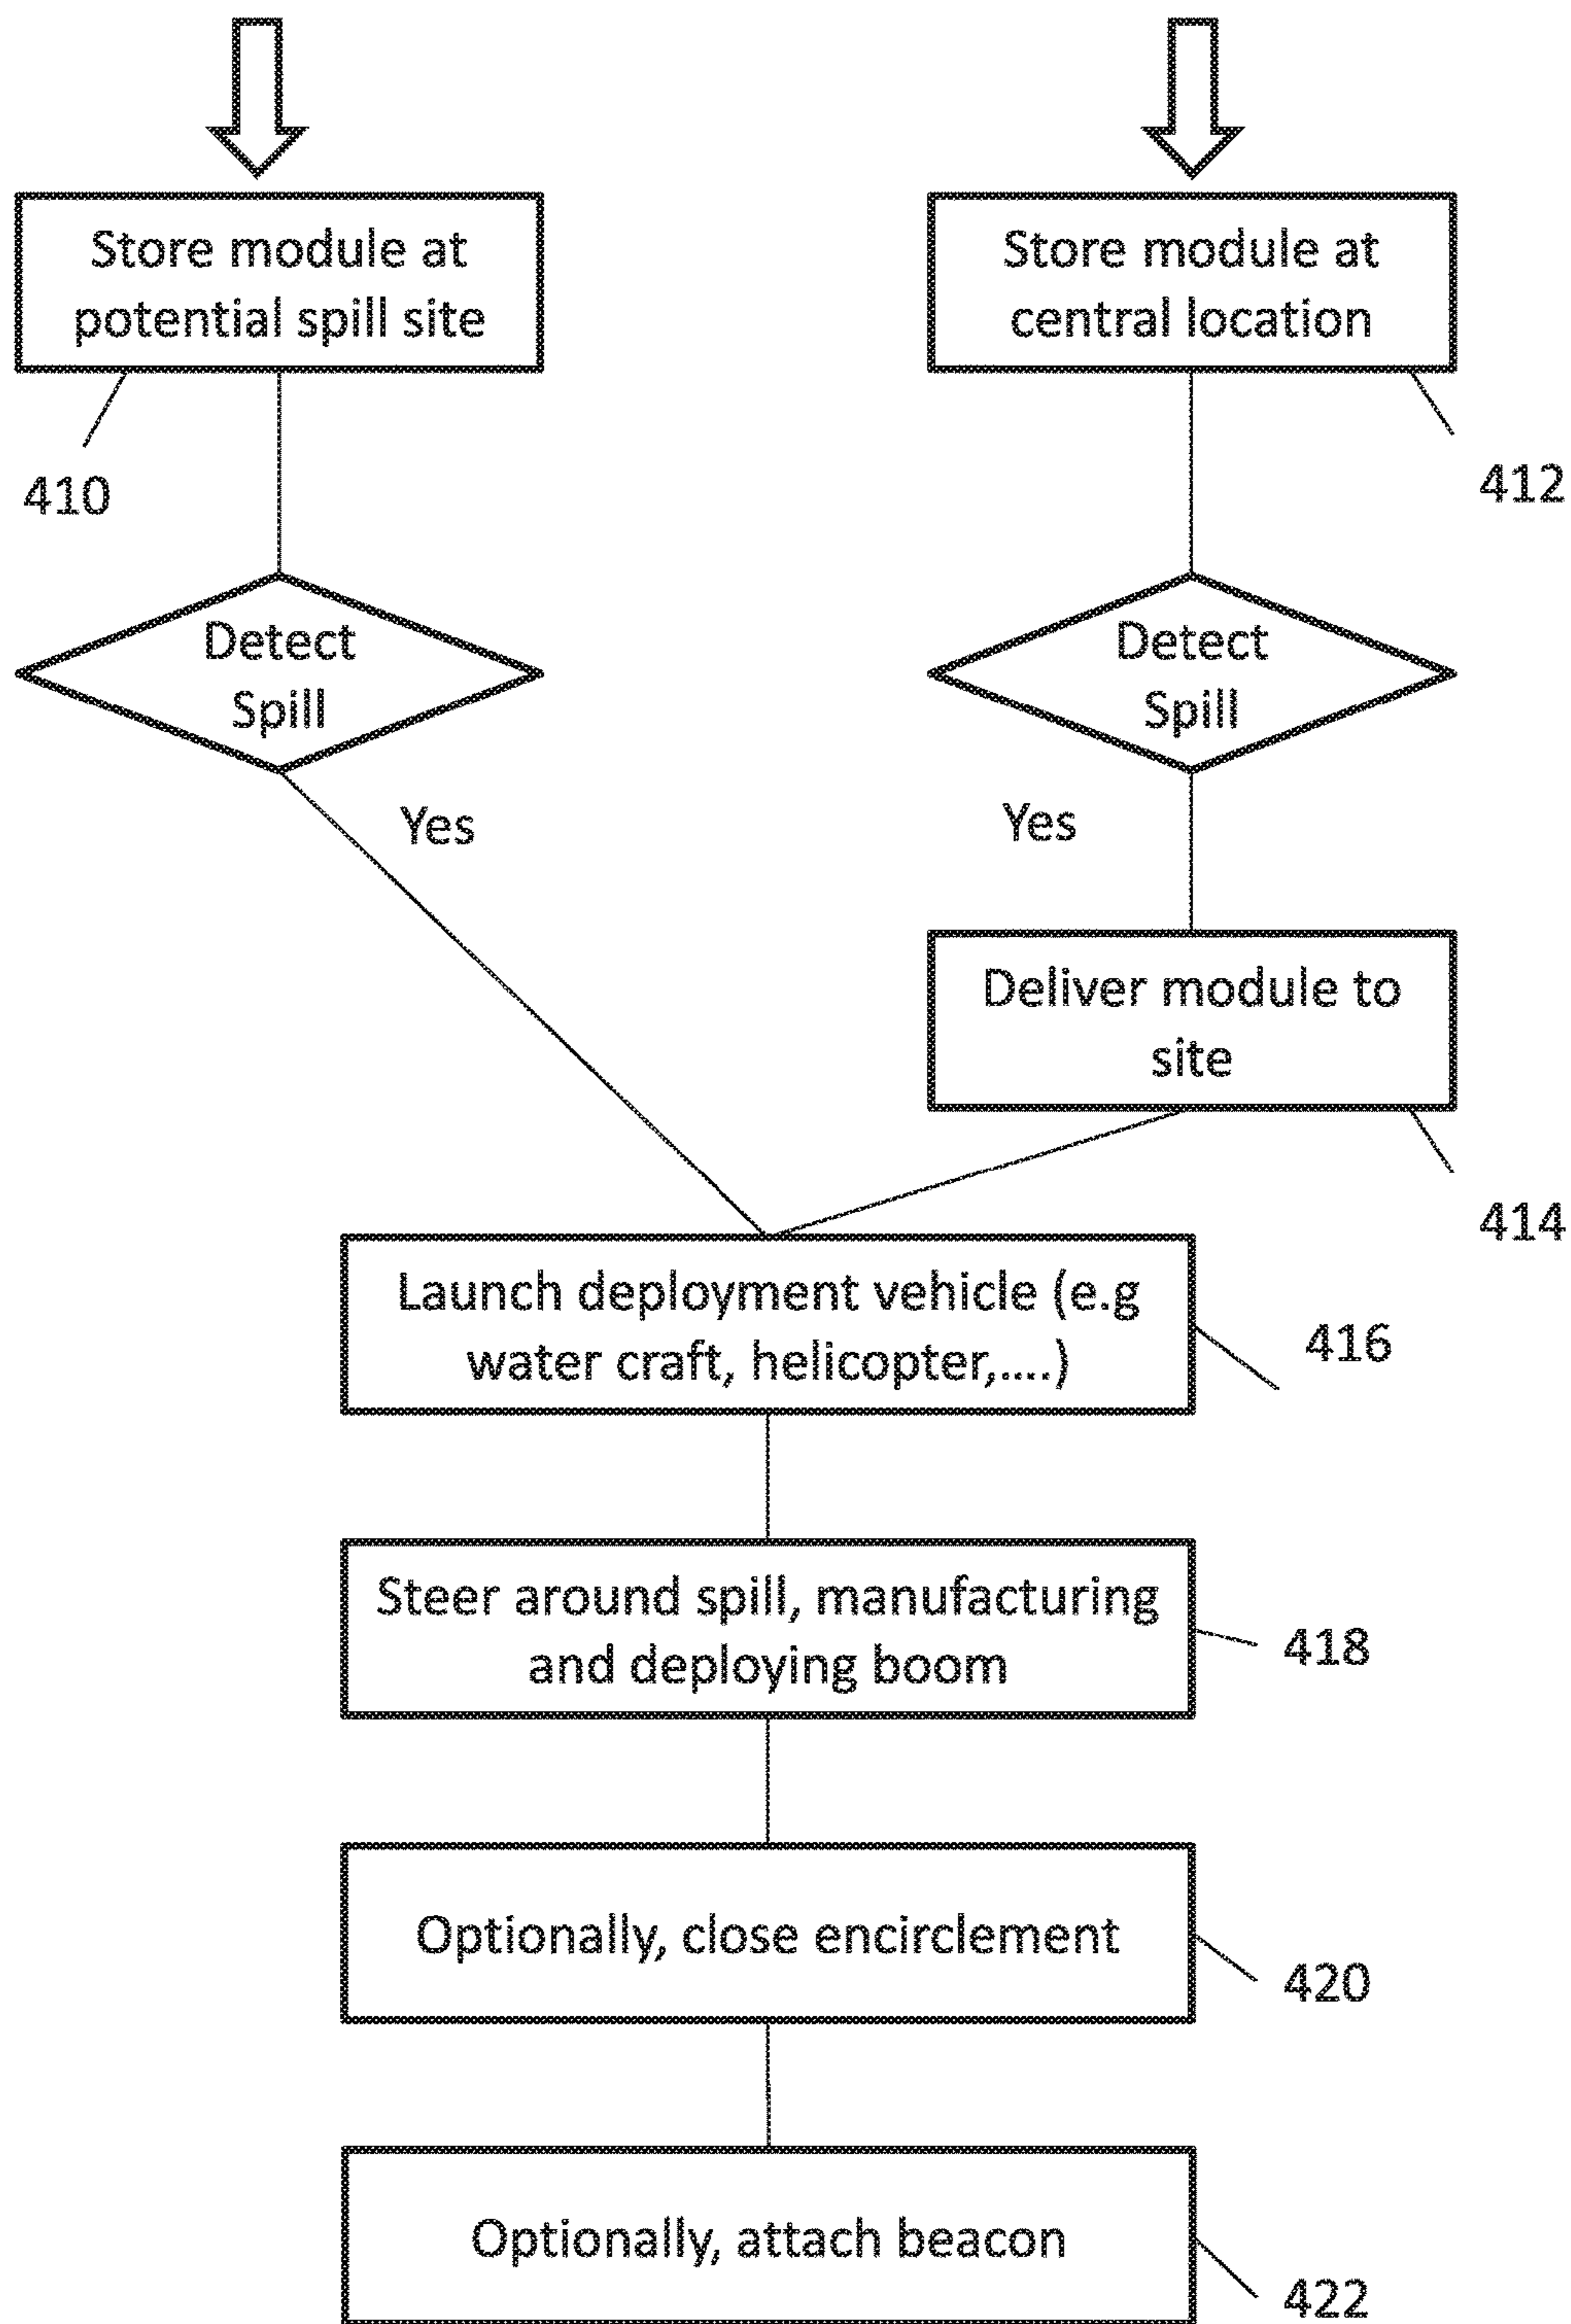 Store module at
potential spill site
410
Store module at
central location
412
Detect
Spill
Yes
Detect
Spill
Yes
Deliver module to
site
414
Launch deployment vehicle (e.g
water craft, helicopter,....)
416
Steer around spill, manufacturing
and deploying boom
418
Optionally, close encirclement
420
Optionally, attach beacon
422